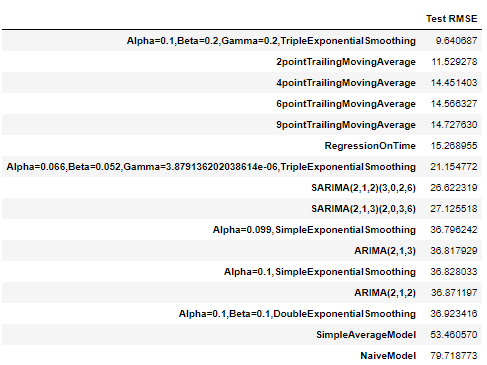 Test RMSE
Alpha=0.1,Beta=0.2,Gamma=0.2,TripleExponentialSmoothing 9.640687
2pointTrailingMovingAverage 11.529278
4pointTrailingMovingAverage 14.451403
6pointTrailingMovingAverage 14.566327
9pointTrailingMovingAverage 14.727630
RegressionOnTime 15.268955
Alpha=0.066,Beta=0.052,Gamma=3.879136202038614e-06,TripleExponentialSmoothing 21.154772
SARIMA(2,1,2)(3,0,2,6) 26.622319
SARIMA(2,1,3)(2,0,3,6) 27.125518
Alpha=0.099,SimpleExponentialSmoothing 36.796242
ARIMA(2,1,3) 36.817929
Alpha=0.1,SimpleExponentialSmoothing 36.828033
ARIMA(2,1,2) 36.871197
Alpha=0.1,Beta=0.1,DoubleExponentialSmoothing 36.923416
SimpleAverageModel 53.460570
NaiveModel 79.718773